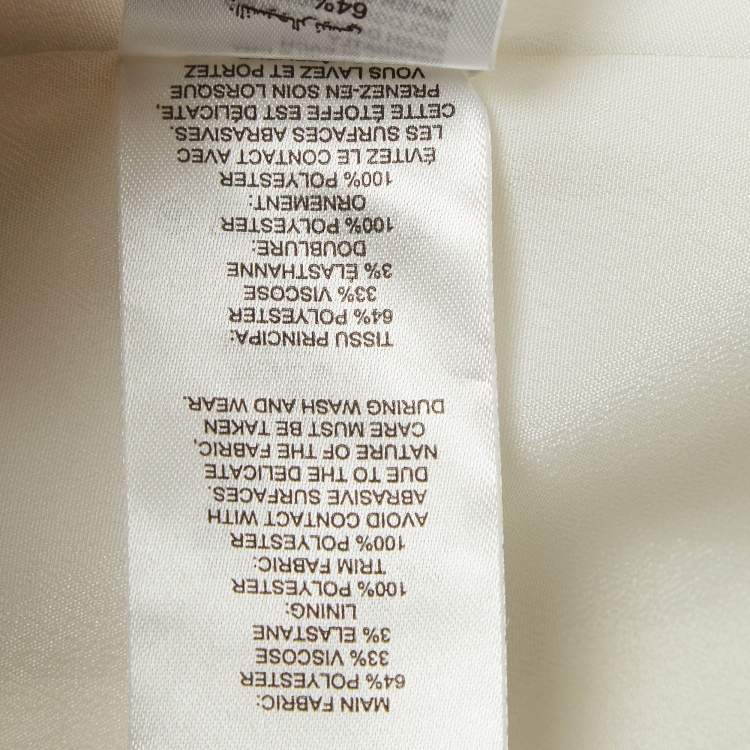 MAIN FABRIC:
64% POLYESTER
33% VISCOSE
3% ELASTANE
LINING:
100% POLYESTER
TRIM FABRIC:
100% POLYESTER
AVOID CONTACT WITH
ABRASIVE SURFACES.
DUE TO THE DELICATE
NATURE OF THE FABRIC,
CARE MUST BE TAKEN
DURING WASH AND WEAR.
TISSU PRINCIPA:
64% POLYESTER
33% VISCOSE
3% ÉLASTHANNE
DOUBLURE:
100% POLYESTER
ORNEMENT:
100% POLYESTER
ÉVITEZ LE CONTACT AVEC
LES SURFACES ABRASIVES.
CETTE ÉTOFFE EST DÉLICATE,
PRENEZ-EN SOIN LORSQUE
VOUS LAVEZ ET PORTEZ
64%